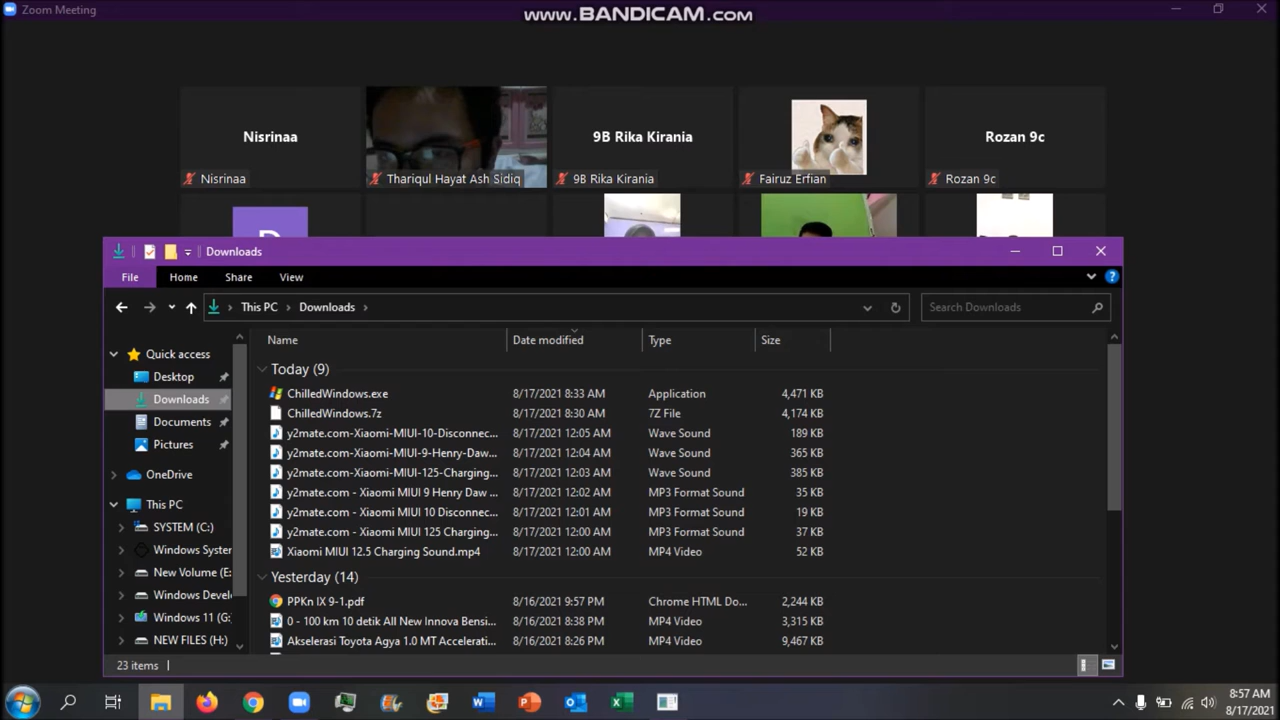 Zoom Meeting
www.BANDICAM.com
Nisrinaa
9B Rika Kirania
Rozan 9c
Nisrinaa
Thariqul Hayat Ash Sidiq
9B Rika Kirania
Fairuz Erfian
Rozan 9c
Downloads
File Home Share View
This PC Downloads
Search Downloads
Name Date modified Type Size
Quick access
Desktop
Downloads
Documents
Pictures
OneDrive
This PC
SYSTEM (C:)
Windows Syster
New Volume (E:
Windows Devel
Windows 11 (G:
NEW FILES (H:)
Today (9)
ChilledWindows.exe 8/17/2021 8:33 AM Application 4,471 KB
ChilledWindows.7z 8/17/2021 8:30 AM 7Z File 4,174 KB
y2mate.com-Xiaomi-MIUI-10-Disconnec... 8/17/2021 12:05 AM Wave Sound 189 KB
y2mate.com-Xiaomi-MIUI-9-Henry-Daw... 8/17/2021 12:04 AM Wave Sound 365 KB
y2mate.com-Xiaomi-MIUI-125-Charging... 8/17/2021 12:03 AM Wave Sound 385 KB
y2mate.com - Xiaomi MIUI 9 Henry Daw ... 8/17/2021 12:02 AM MP3 Format Sound 35 KB
y2mate.com - Xiaomi MIUI 10 Disconnec... 8/17/2021 12:01 AM MP3 Format Sound 19 KB
y2mate.com - Xiaomi MIUI 125 Charging... 8/17/2021 12:00 AM MP3 Format Sound 37 KB
Xiaomi MIUI 12.5 Charging Sound.mp4 8/17/2021 12:00 AM MP4 Video 52 KB
Yesterday (14)
PPKn IX 9-1.pdf 8/16/2021 9:57 PM Chrome HTML Do... 2,244 KB
0 - 100 km 10 detik All New Innova Bensi... 8/16/2021 8:38 PM MP4 Video 3,315 KB
Akselerasi Toyota Agya 1.0 MT Accelerati... 8/16/2021 8:26 PM MP4 Video 9,467 KB
23 items
8:57 AM
8/17/2021